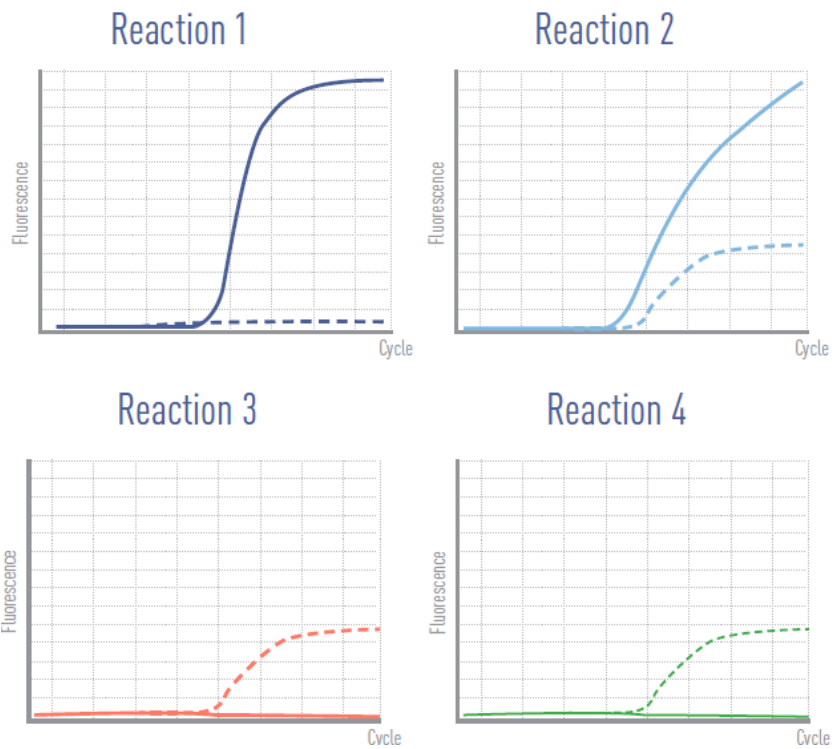 Reaction 1
Reaction 2
Fluorescence
Fluorescence
Cycle
Cycle
Reaction 3
Reaction 4
Fluorescence
Fluorescence
Cycle
Cycle